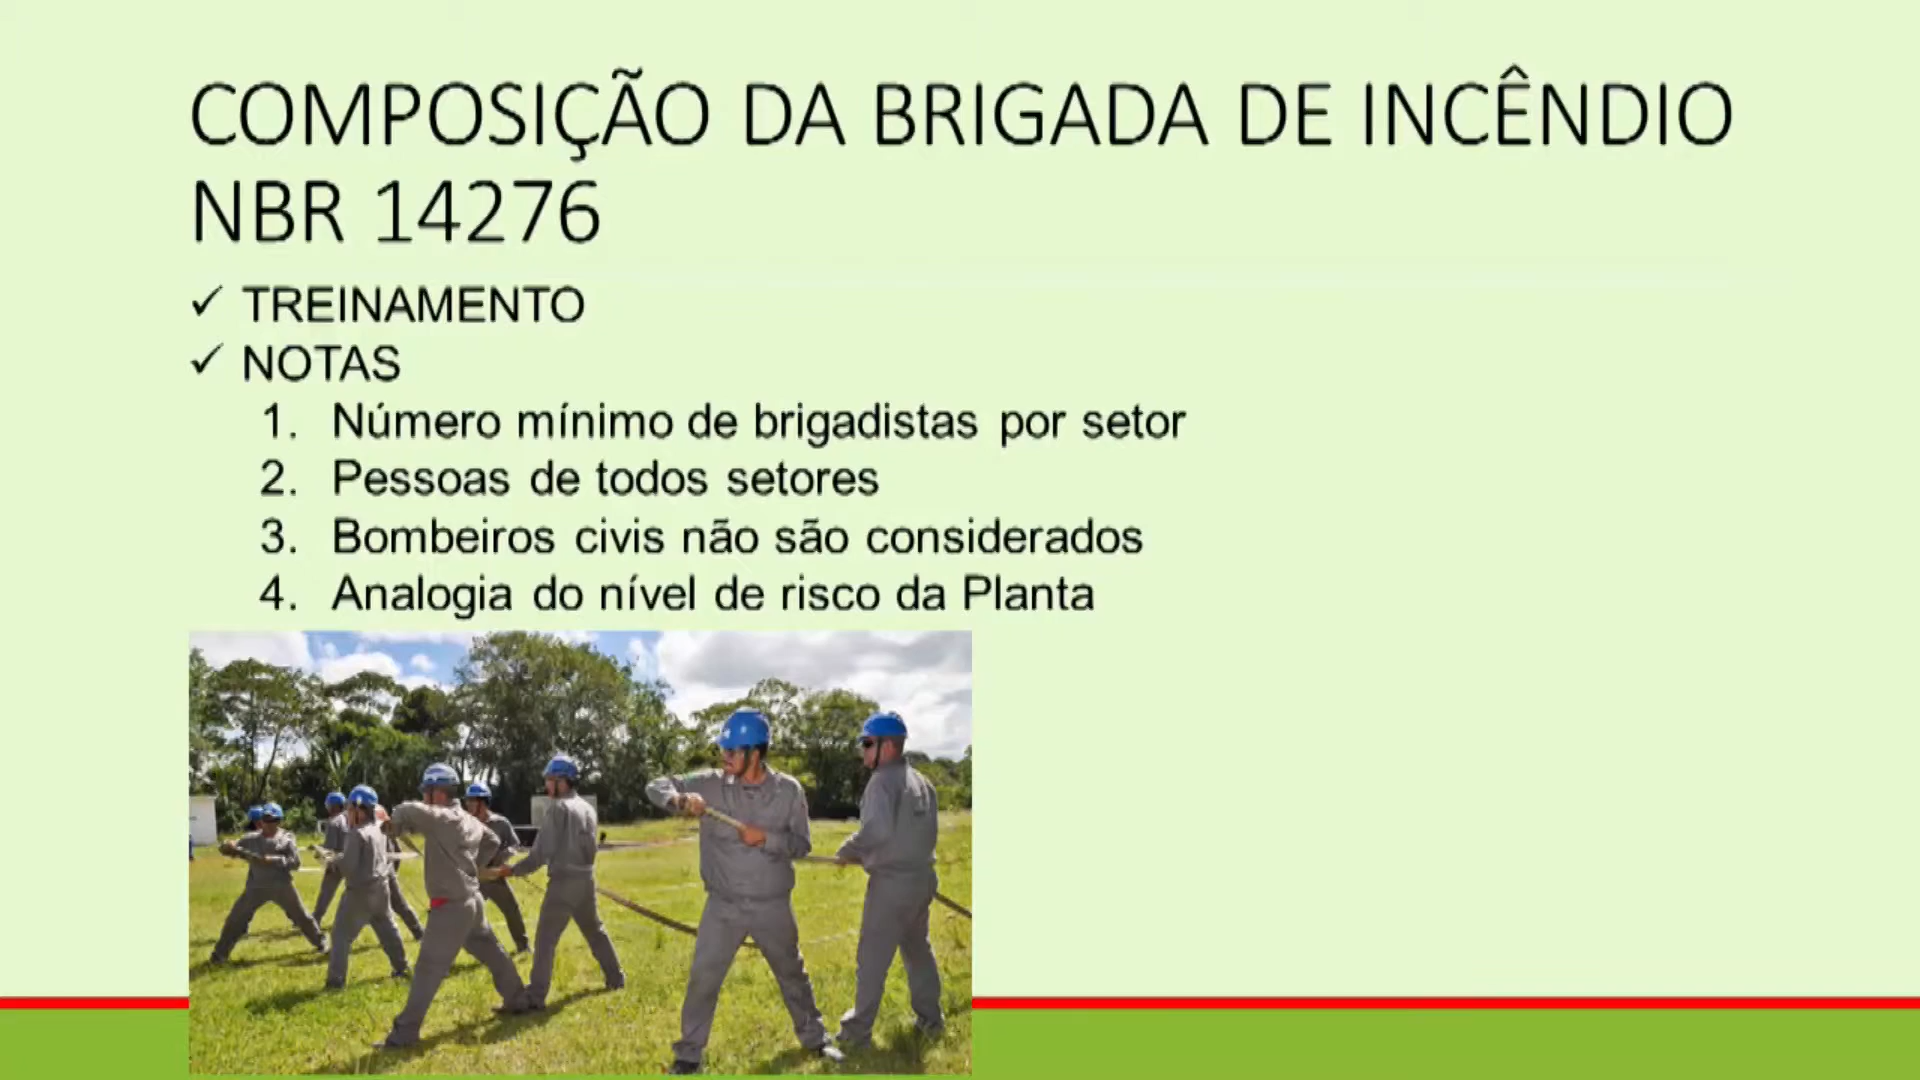 COMPOSIÇÃO DA BRIGADA DE INCÊNDIO
NBR 14276
✓ TREINAMENTO
✓ NOTAS
1. Número mínimo de brigadistas por setor
2. Pessoas de todos setores
3. Bombeiros civis não são considerados
4. Analogia do nível de risco da Planta